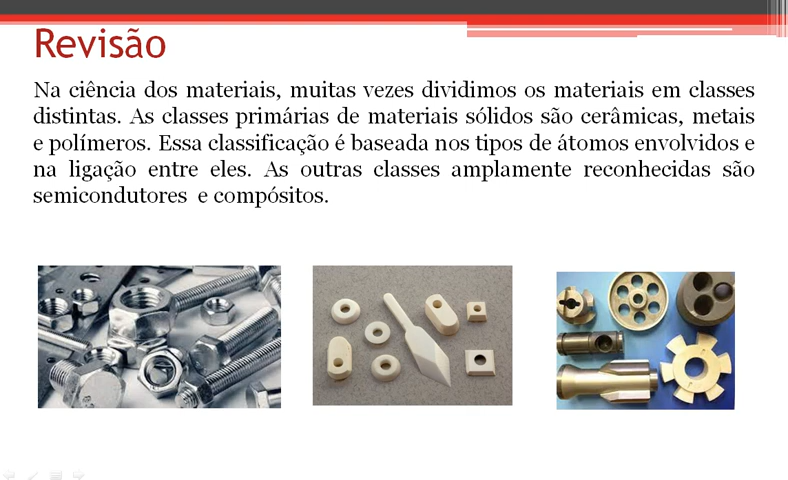 Revisão
Na ciência dos materiais, muitas vezes dividimos os materiais em classes
distintas. As classes primárias de materiais sólidos são cerâmicas, metais
e polímeros. Essa classificação é baseada nos tipos de átomos envolvidos e
na ligação entre eles. As outras classes amplamente reconhecidas são
semicondutores e compósitos.